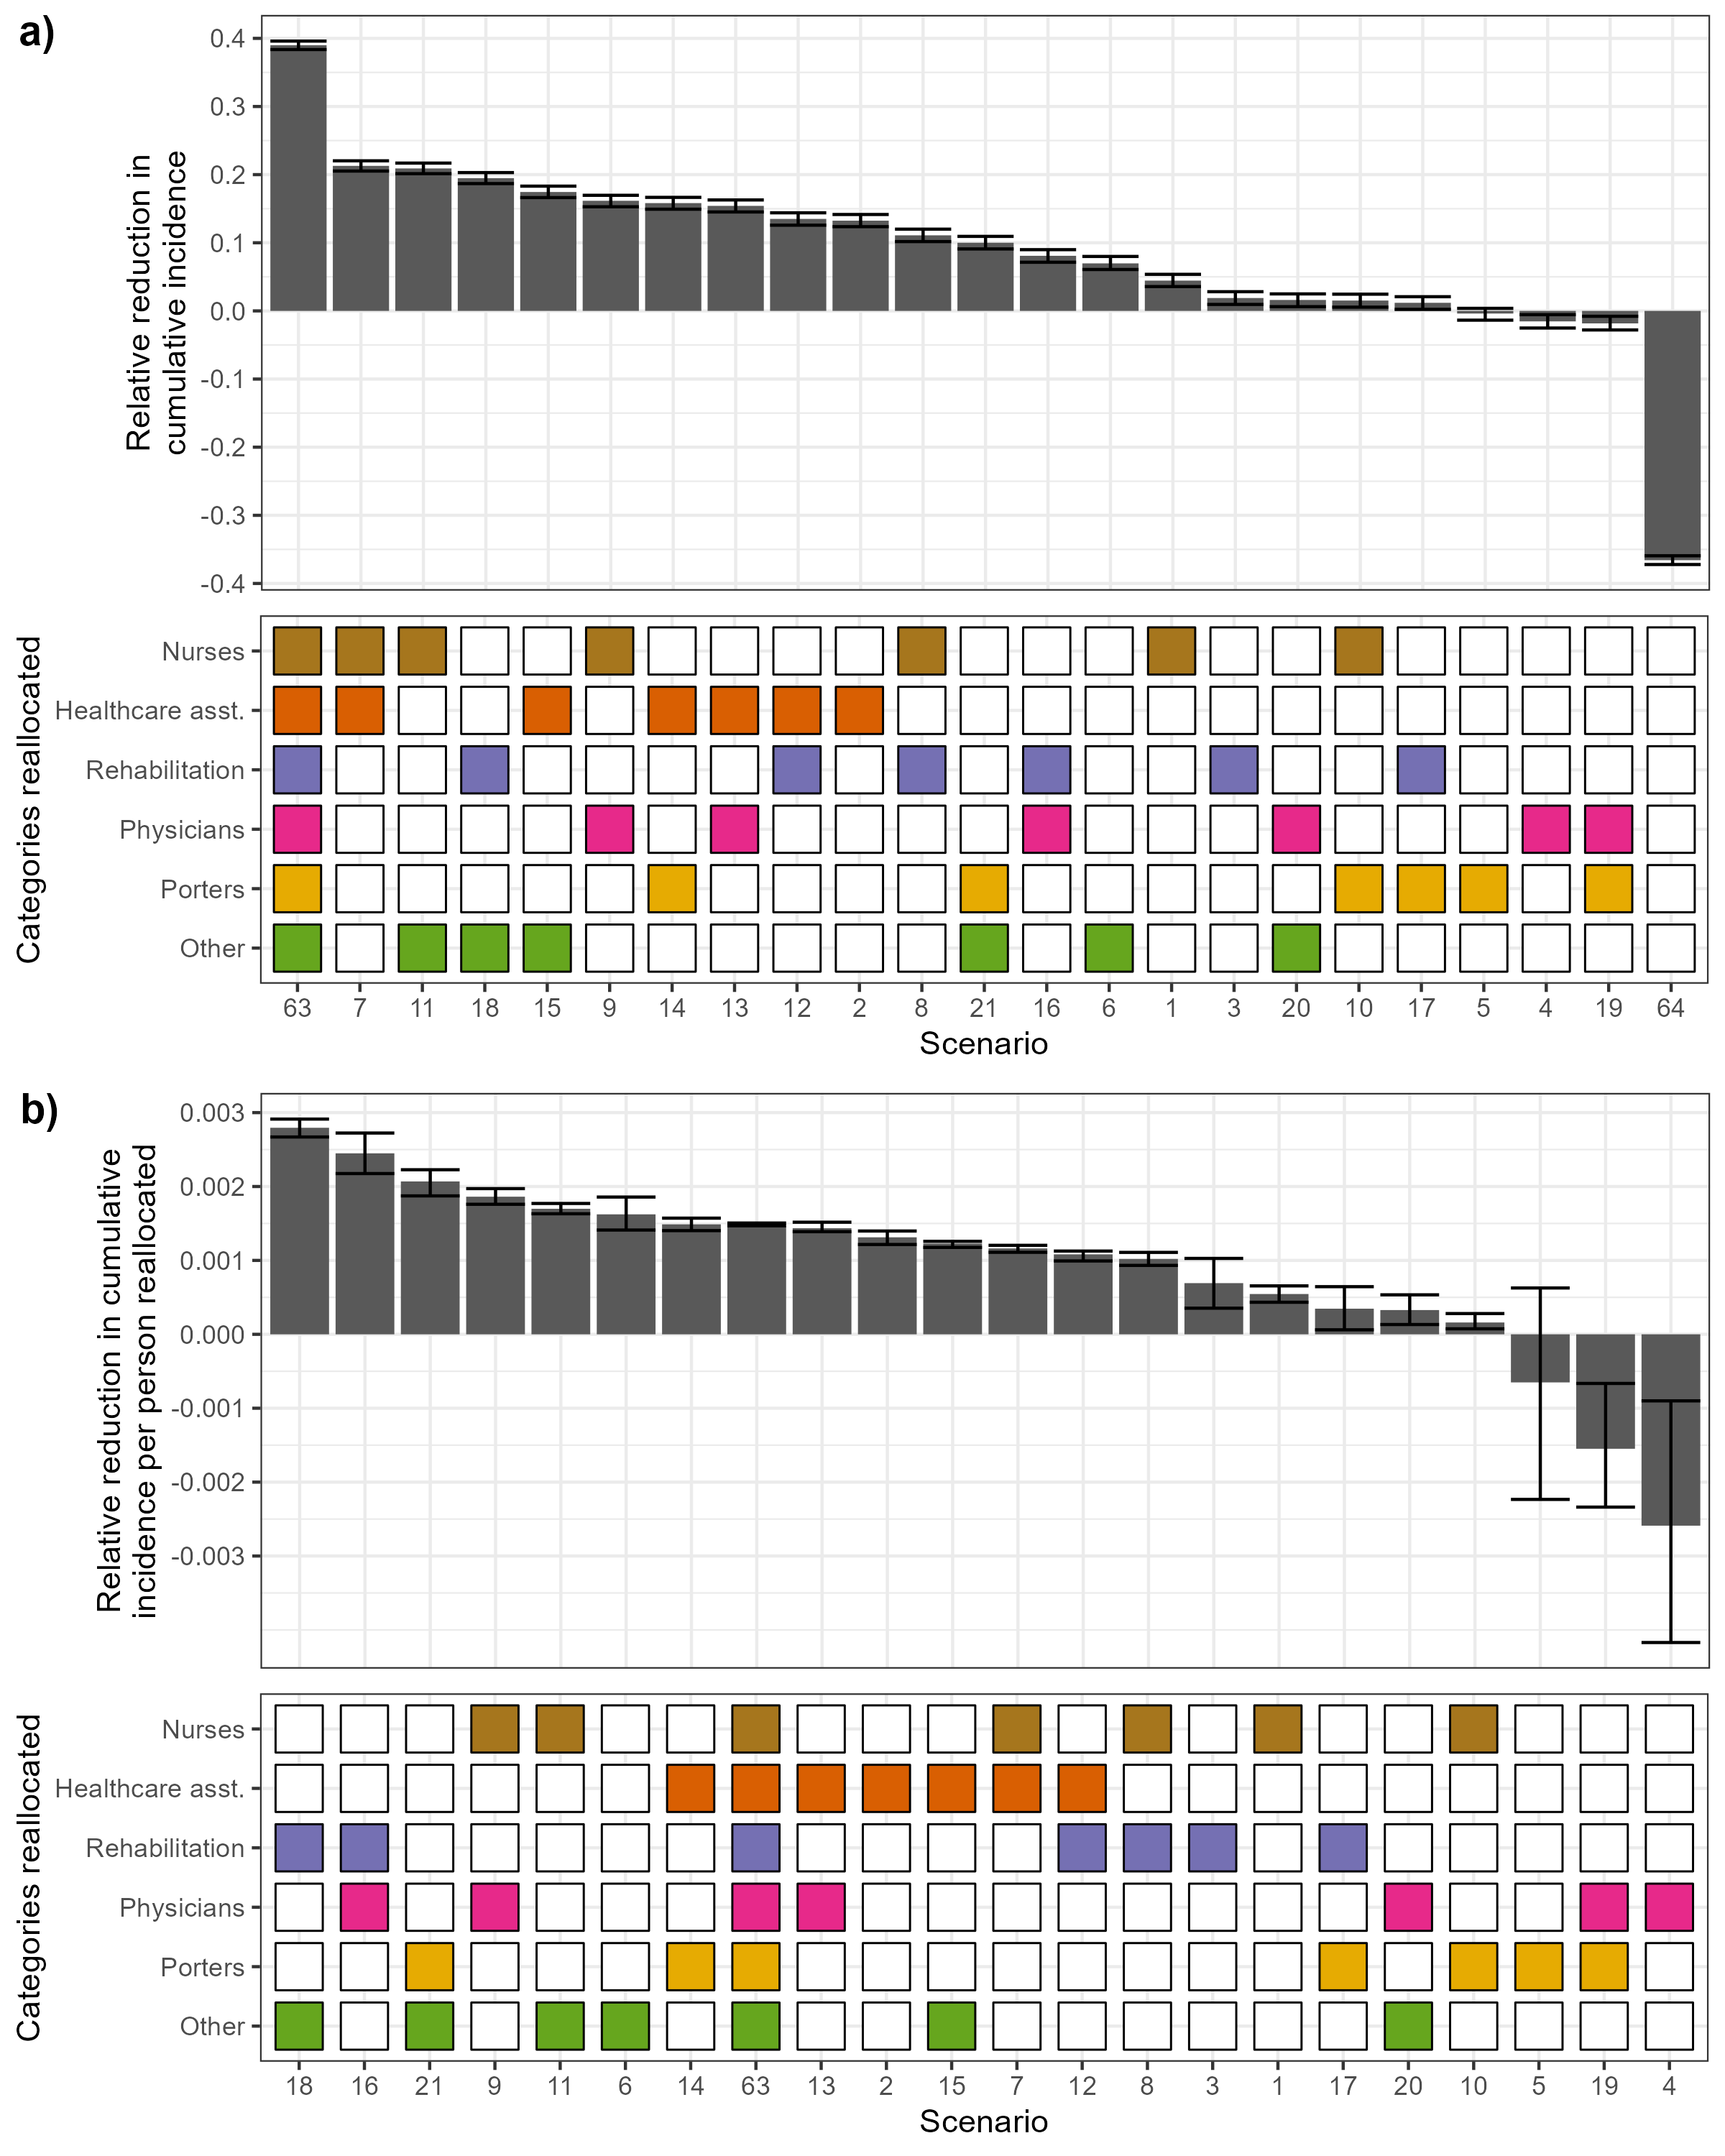 a)
Relative reduction in
cumulative incidence
0.4
0.3
0.2
0.1
0.0
-0.1
-0.2
-0.3
-0.4
Categories reallocated
Nurses
Healthcare asst.
Rehabilitation
Physicians
Porters
Other
63 7 11 18 15 9 14 13 12 2 8 21 16 6 1 3 20 10 17 5 4 19 64
Scenario
b)
Relative reduction in cumulative
incidence per person reallocated
0.003
0.002
0.001
0.000
-0.001
-0.002
-0.003
Categories reallocated
Nurses
Healthcare asst.
Rehabilitation
Physicians
Porters
Other
18 16 21 9 11 6 14 63 13 2 15 7 12 8 3 1 17 20 10 5 19 4
Scenario